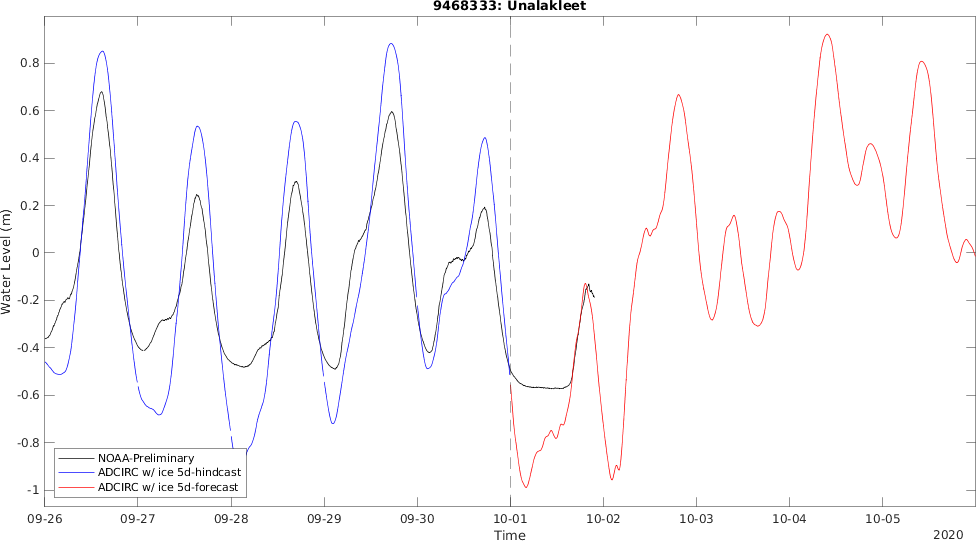 9468333: Unalakleet
Water Level (m)
0.8
0.6
0.4
0.2
0
-0.2
-0.4
-0.6
-0.8
-1
NOAA-Preliminary
ADCIRC w/ ice 5d-hindcast
ADCIRC w/ ice 5d-forecast
09-26 09-27 09-28 09-29 09-30 10-01 10-02 10-03 10-04 10-05
Time
2020